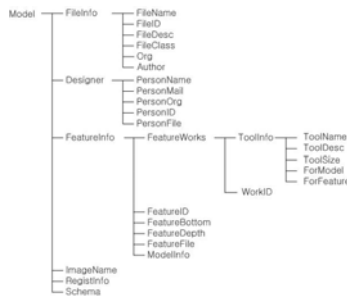 Model FileInfo FileName
FileID
FileDesc
FileClass
Org
Author
Designer PersonName
PersonMail
PersonOrg
PersonID
PersonFile
FeatureInfo FeatureWorks ToolInfo ToolName
ToolDesc
ToolSize
ForModel
ForFeature
WorkID
FeatureID
FeatureBottom
FeatureDepth
FeatureFile
ModelInfo
ImageName
RegistInfo
Schema